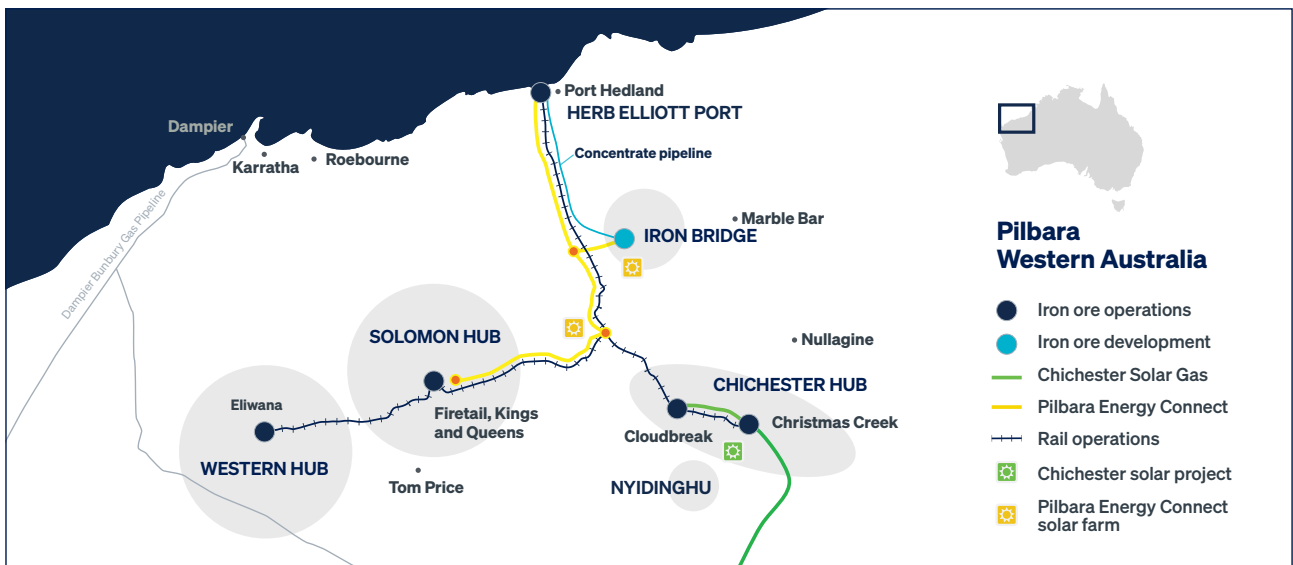 Port Hedland
HERB ELLIOTT PORT
Dampier
Concentrate pipeline
Karratha
Roebourne
Dampier Bunbury Gas Pipeline
Marble Bar
IRON BRIDGE
SOLOMON HUB
Nullagine
CHICHESTER HUB
Eliwana
Firetail, Kings
and Queens
Christmas Creek
Cloudbreak
WESTERN HUB
Tom Price
NYIDINGHU
Pilbara
Western Australia
Iron ore operations
Iron ore development
Chichester Solar Gas
Pilbara Energy Connect
Rail operations
Chichester solar project
Pilbara Energy Connect
solar farm